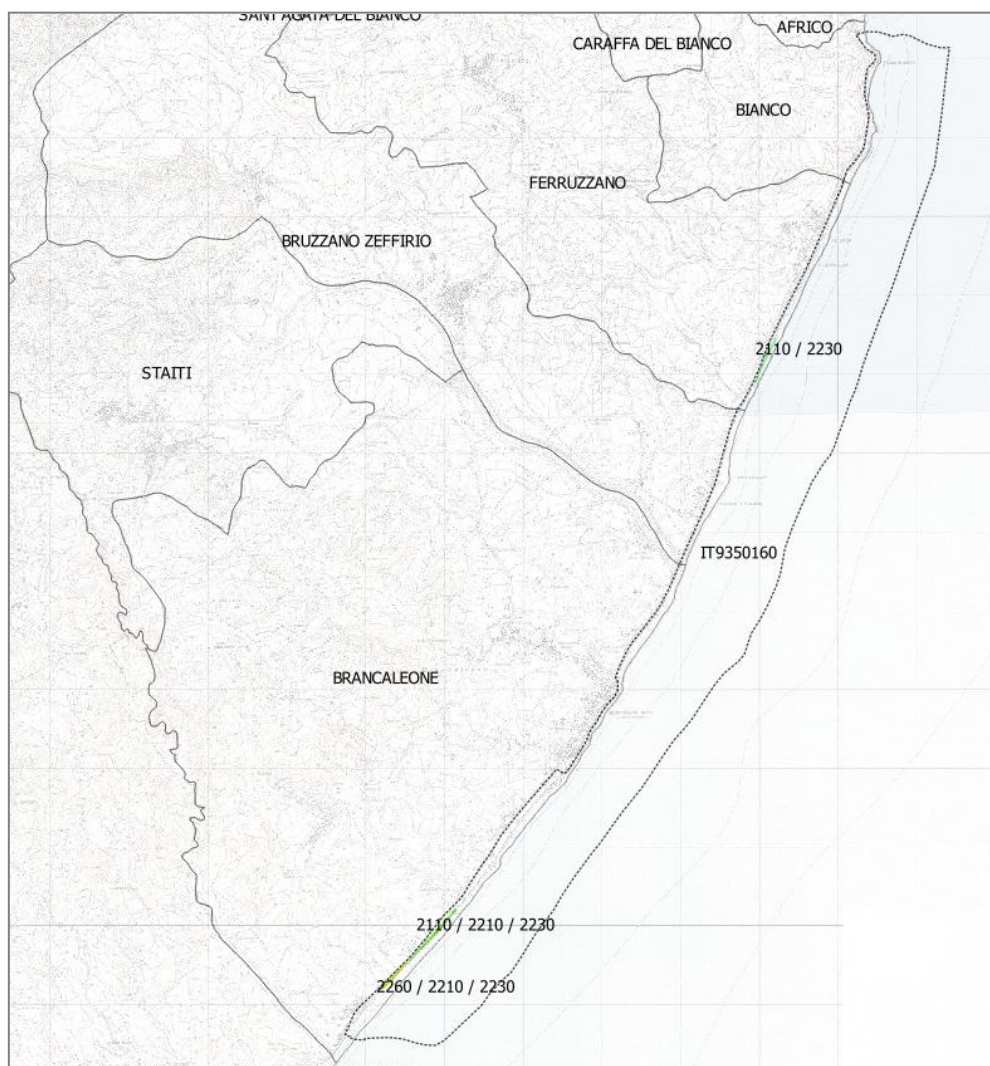 SANT'AGATA DEL BIANCO
AFRICO
CARAFFA DEL BIANCO
BIANCO
FERRUZZANO
BRUZZANO ZEFFIRIO
2110 / 2230
STAITI
IT9350160
BRANCALEONE
2110 / 2210 / 2230
2260 / 2210 / 2230